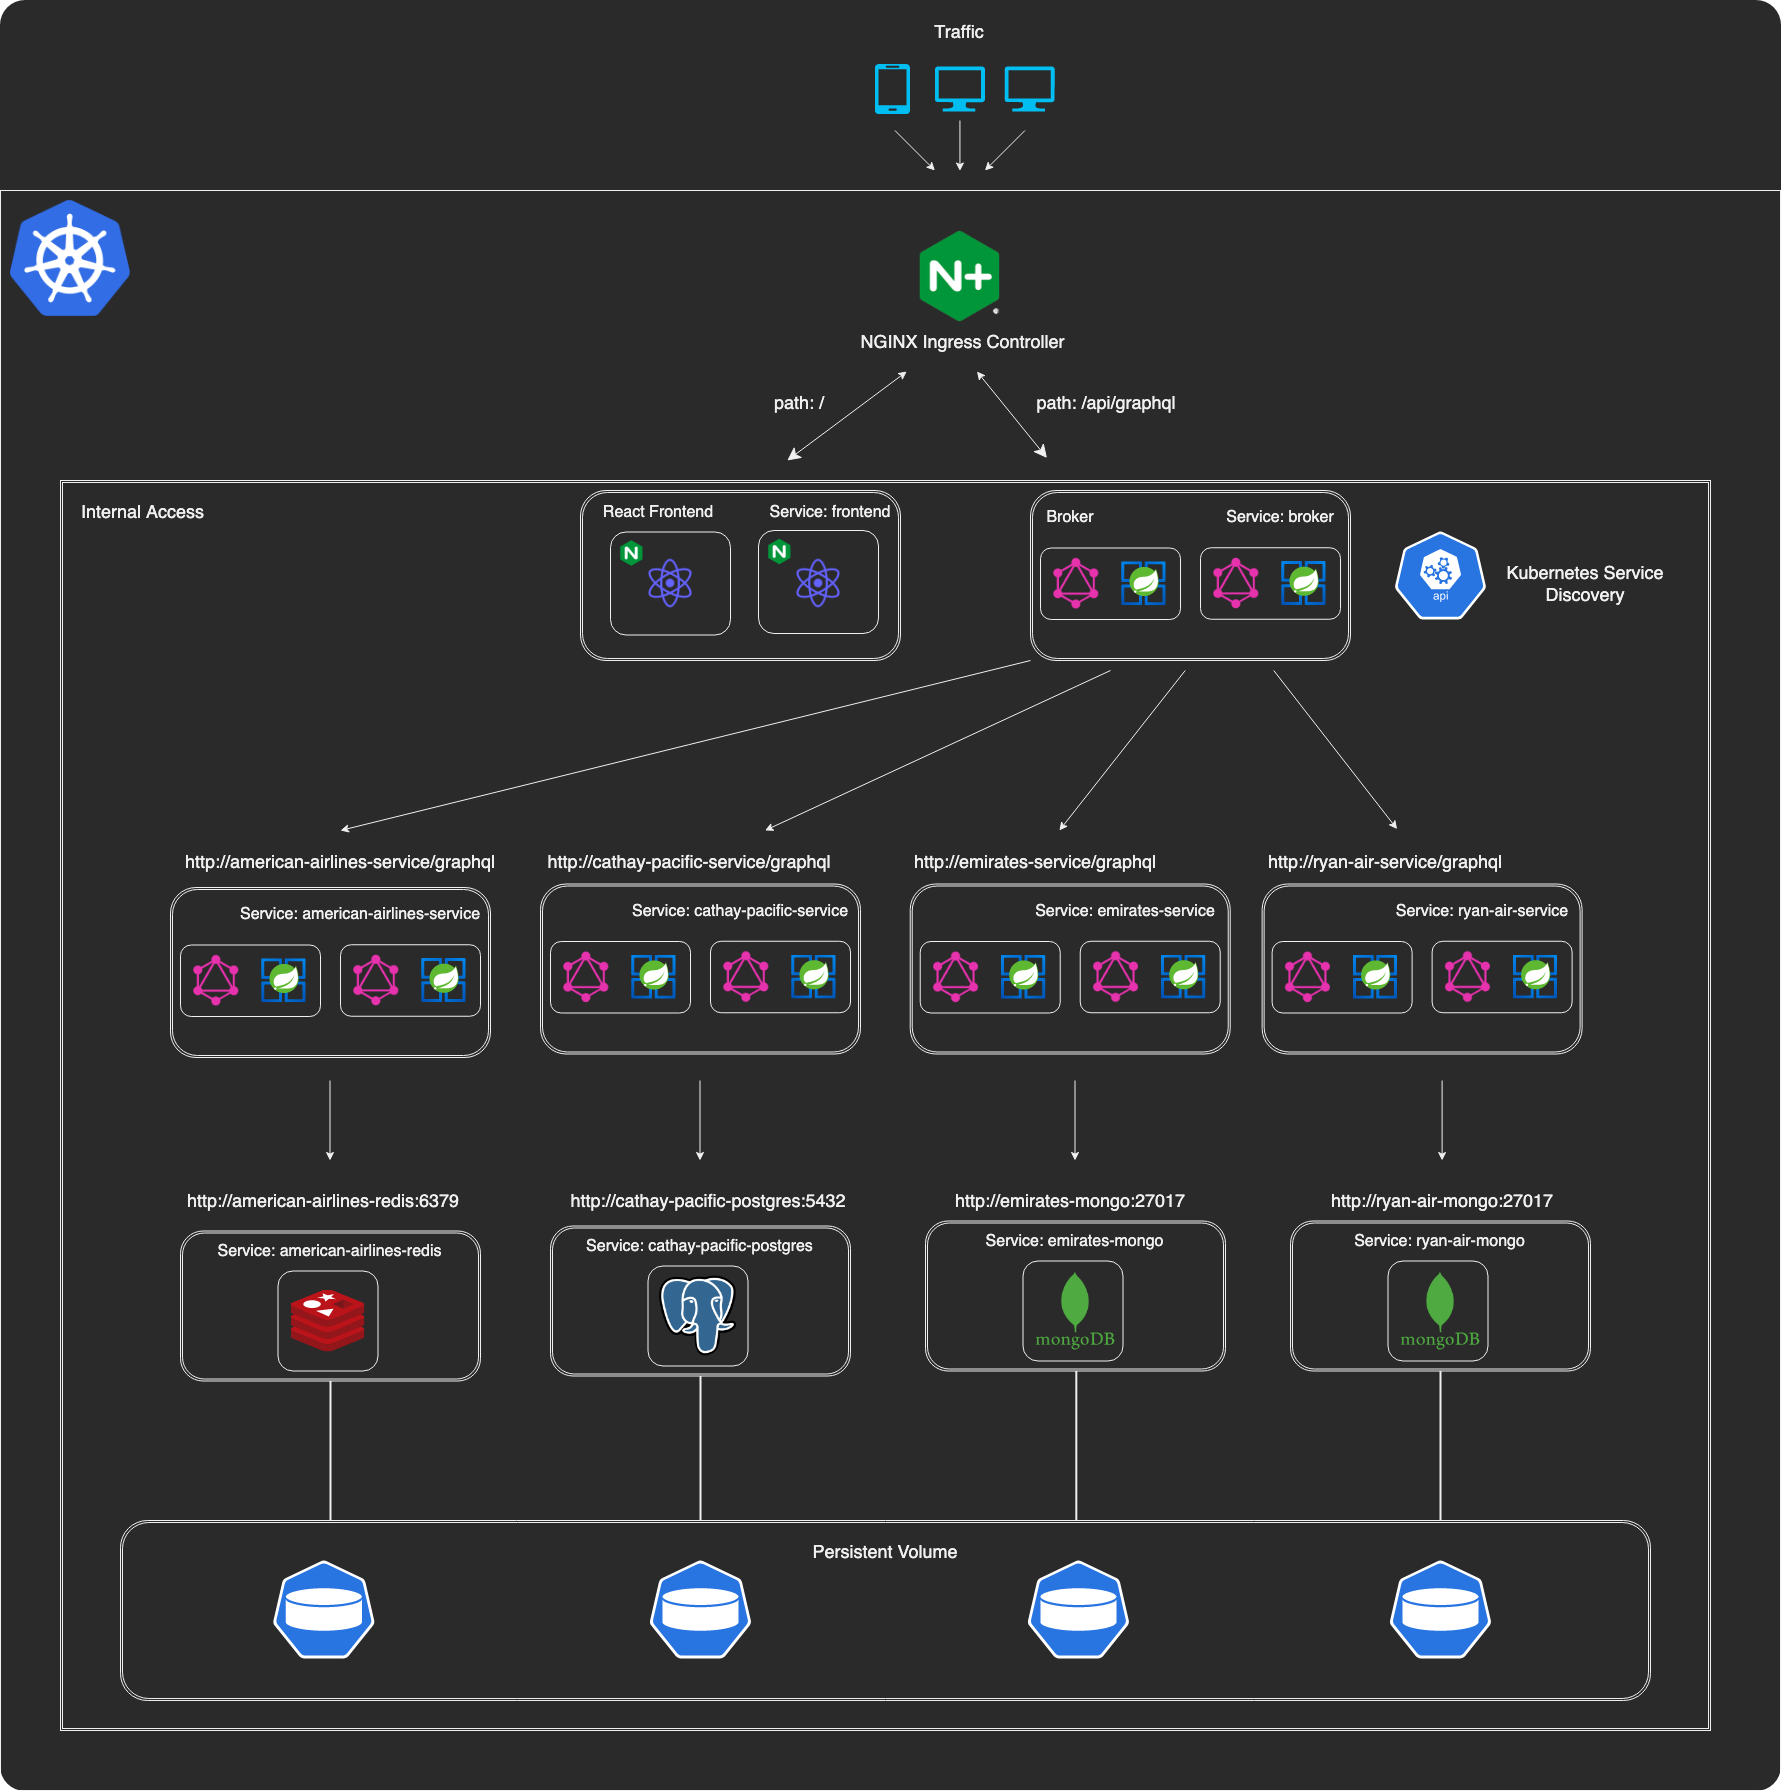 Traffic
N+
NGINX Ingress Controller
path: /
path: /api/graphql
Internal Access
React Frontend
Service: frontend
N
N
Broker
Service: broker
api
Kubernetes Service
Discovery
http://american-airlines-service/graphql
http://cathay-pacific-service/graphql
http://emirates-service/graphql
http://ryan-air-service/graphql
Service: american-airlines-service
Service: cathay-pacific-service
Service: emirates-service
Service: ryan-air-service
http://american-airlines-redis:6379
http://cathay-pacific-postgres:5432
http://emirates-mongo:27017
http://ryan-air-mongo:27017
Service: american-airlines-redis
Service: cathay-pacific-postgres
Service: emirates-mongo
Service: ryan-air-mongo
mongoDB
mongoDB
Persistent Volume